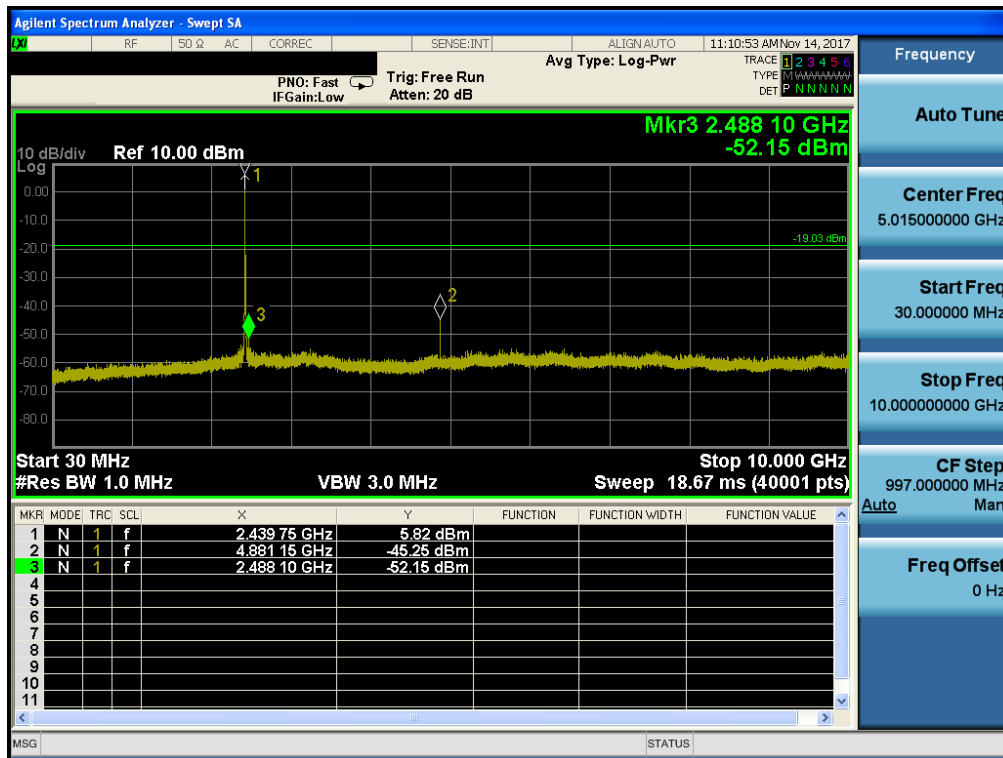 Agilent Spectrum Analyzer - Swept SA
LXI RF 50 Ω AC CORREC SENSE:INT ALIGN AUTO 11:10:53 AM Nov 14, 2017
Frequency
Avg Type: Log-Pwr
TRACE 1 2 3 4 5 6
PNO: Fast
Trig: Free Run
TYPE M WWWWW
IFGain:Low
Atten: 20 dB
DET P N N N N N
Auto Tune
Mkr3 2.488 10 GHz
-52.15 dBm
10 dB/div Ref 10.00 dBm
Log
1
0.00
-10.0
-19.03 dBm
-20.0
-30.0
2
-40.0
3
-50.0
-60.0
-70.0
-80.0
Center Freq
5.015000000 GHz
Start Freq
30.000000 MHz
Stop Freq
10.000000000 GHz
Start 30 MHz Stop 10.000 GHz
#Res BW 1.0 MHz VBW 3.0 MHz Sweep 18.67 ms (40001 pts)
CF Step
997.000000 MHz
Auto Man
MKR MODE TRC SCL X Y FUNCTION FUNCTION WIDTH FUNCTION VALUE
1 N 1 f 2.439 75 GHz 5.82 dBm
2 N 1 f 4.881 15 GHz -45.25 dBm
3 N 1 f 2.488 10 GHz -52.15 dBm
4
5
6
7
8
9
10
11
Freq Offset
0 Hz
MSG STATUS